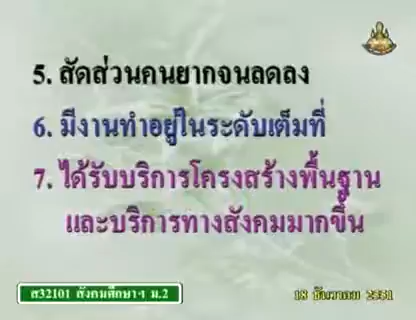 5. สัดส่วนคนยากจนลดลง
6. มีงานทำอยู่ในระดับเต็มที่
7. ได้รับบริการโครงสร้างพื้นฐาน
และบริการทางสังคมมากขึ้น
ส32101 สังคมศึกษาฯ ม.2
18 ธันวาคม